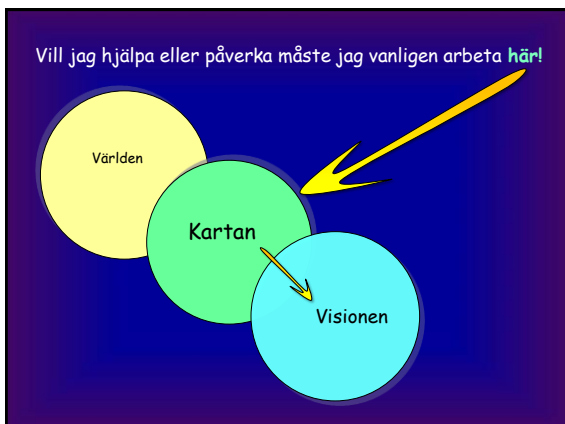 Vill jag hjälpa eller påverka måste jag vanligen arbeta här!
Världen
Kartan
Visionen